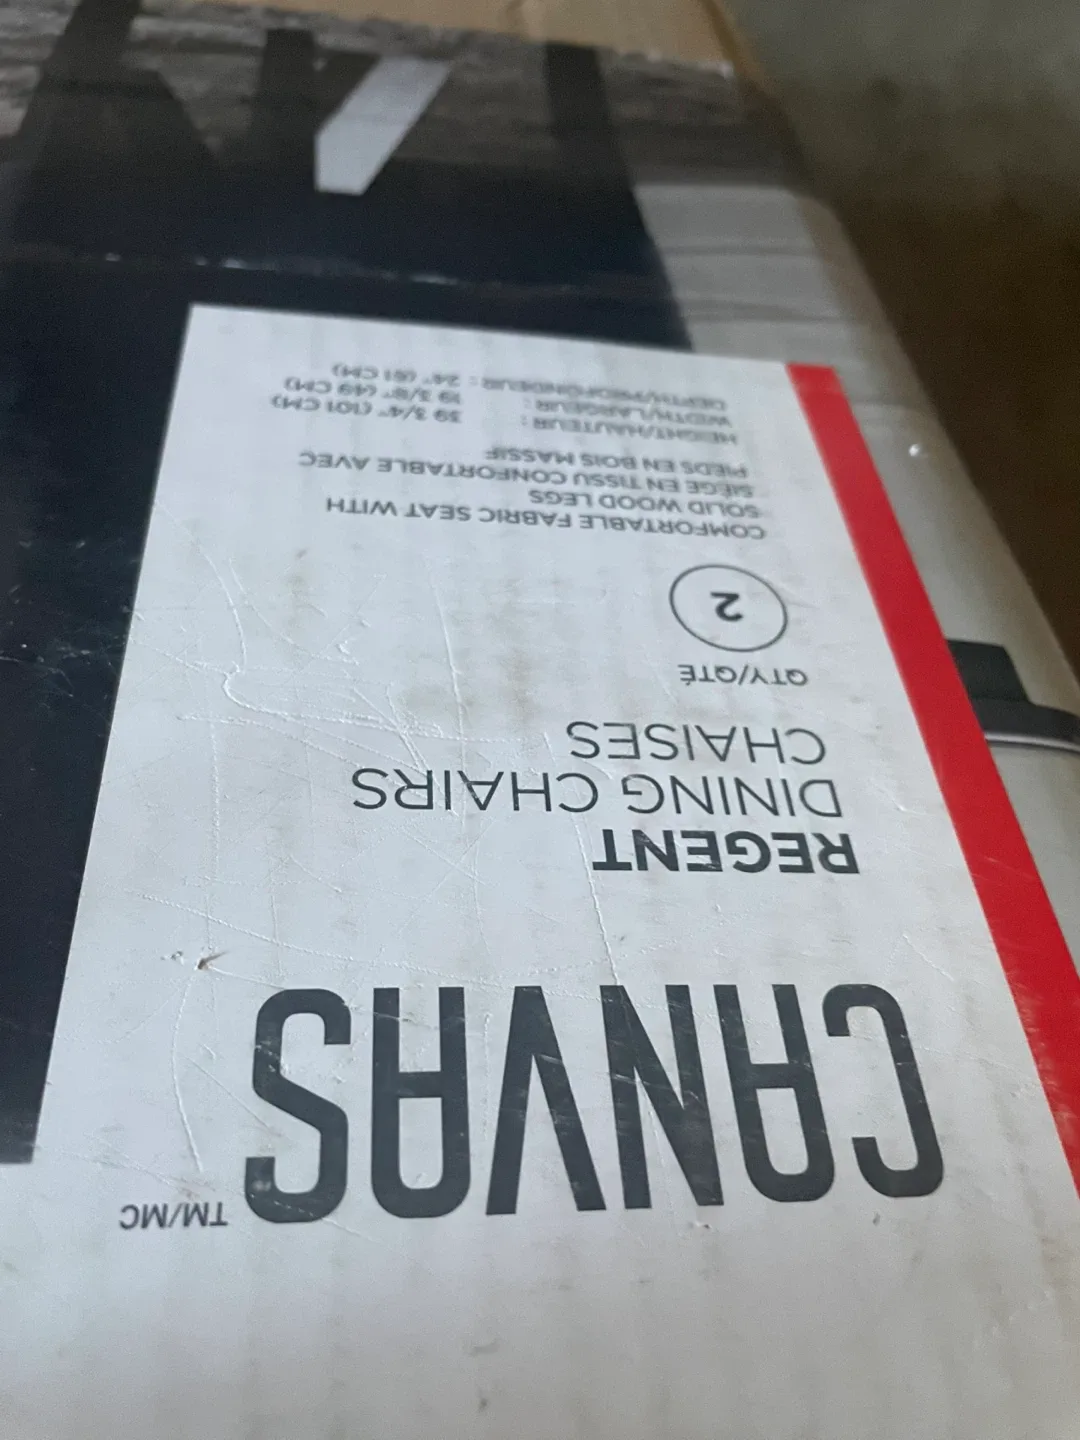 CANVAS TM/MC
REGENT
DINING CHAIRS
CHAISES
QTY/QTÉ
2
COMFORTABLE FABRIC SEAT WITH
SOLID WOOD LEGS
SIÈGE EN TISSU CONFORTABLE AVEC
PIEDS EN BOIS MASSIF
HEIGHT/HAUTEUR : 39 3/4" (101 CM)
WIDTH/LARGEUR : 19 3/8" (49 CM)
DEPTH/PROFONDEUR : 24" (61 CM)